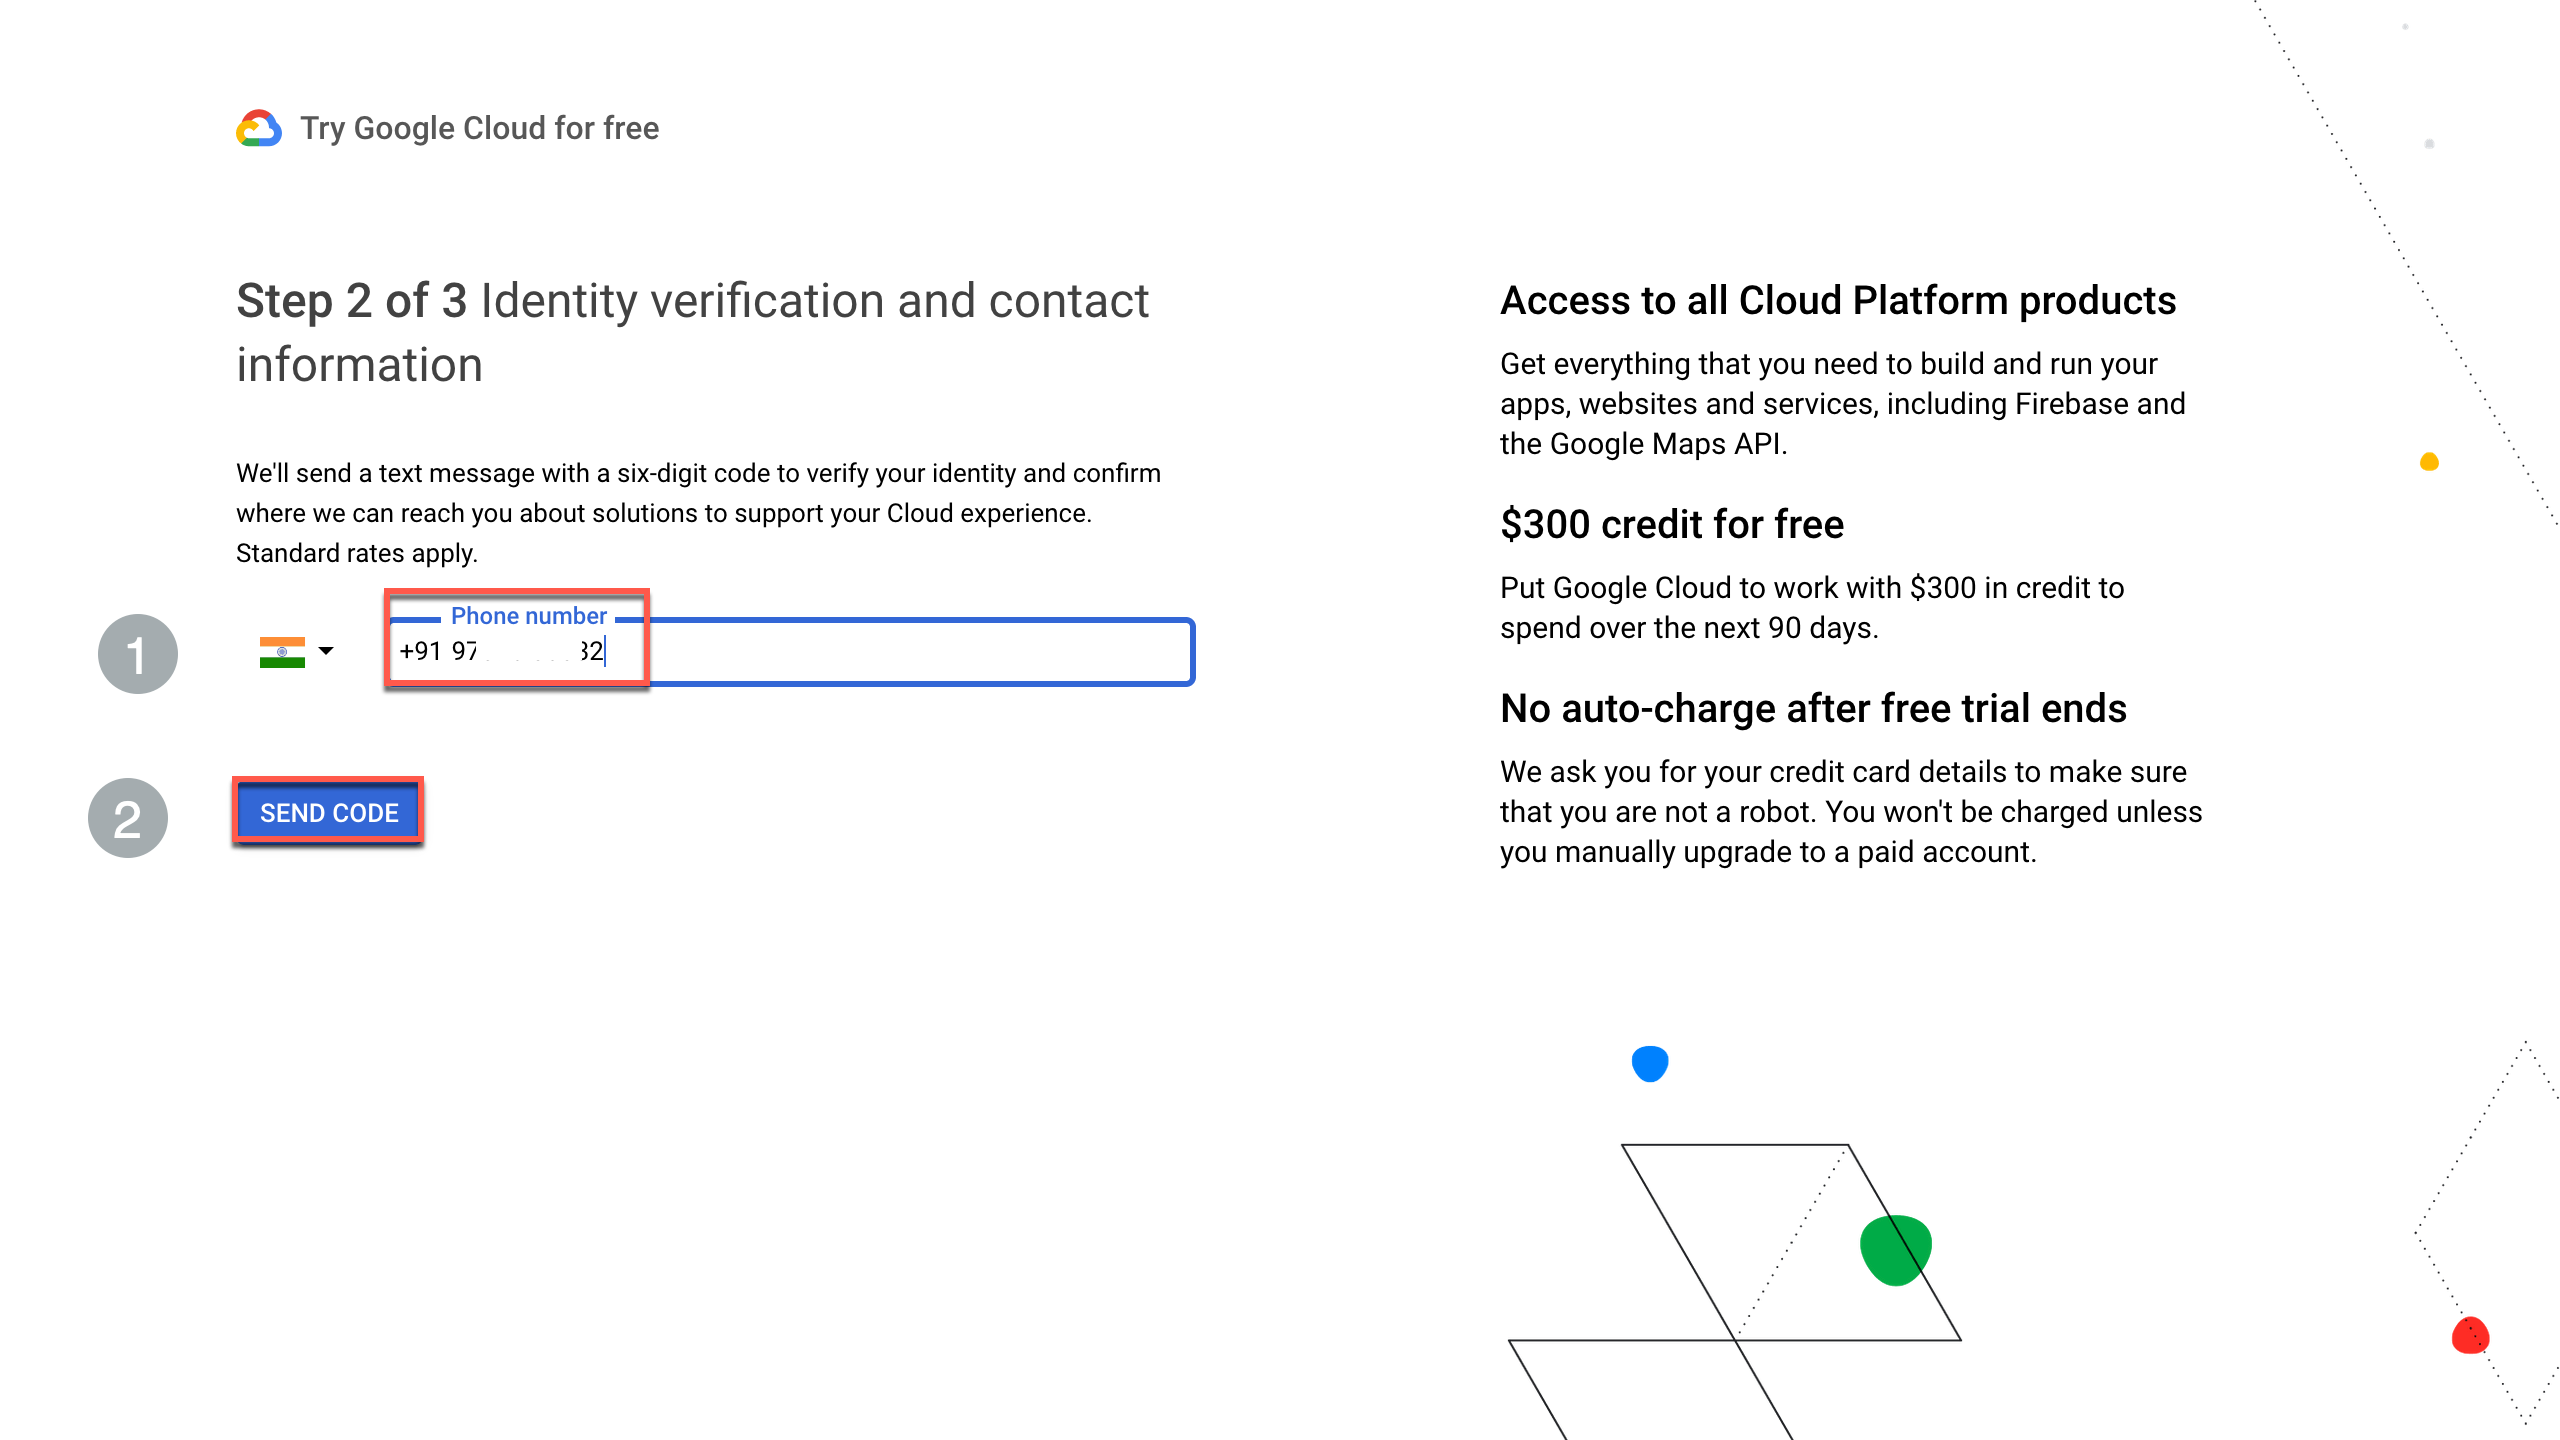 Try Google Cloud for free
Step 2 of 3 Identity verification and contact
information
We'll send a text message with a six-digit code to verify your identity and confirm
where we can reach you about solutions to support your Cloud experience.
Standard rates apply.
1
Phone number
+91 97 32
2
SEND CODE
Access to all Cloud Platform products
Get everything that you need to build and run your
apps, websites and services, including Firebase and
the Google Maps API.
$300 credit for free
Put Google Cloud to work with $300 in credit to
spend over the next 90 days.
No auto-charge after free trial ends
We ask you for your credit card details to make sure
that you are not a robot. You won't be charged unless
you manually upgrade to a paid account.